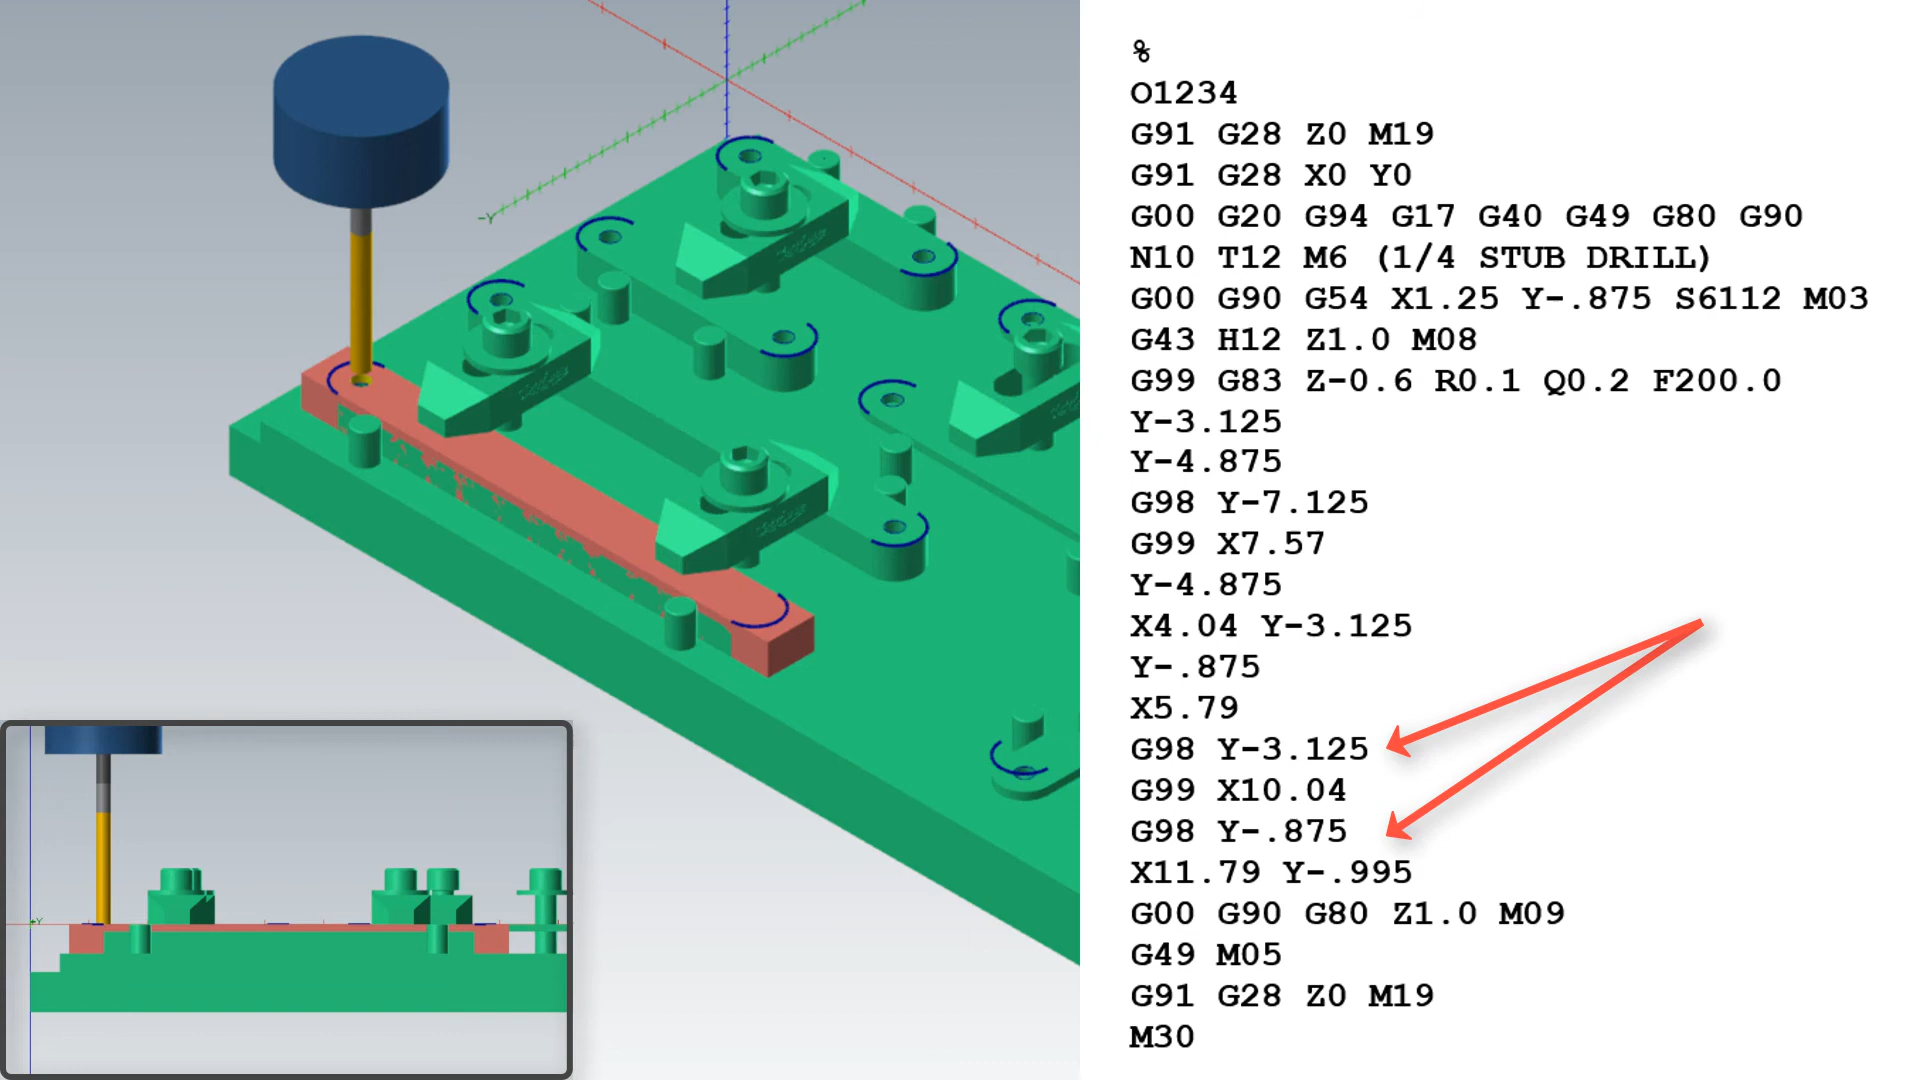 %
O1234
G91 G28 Z0 M19
G91 G28 X0 Y0
G00 G20 G94 G17 G40 G49 G80 G90
N10 T12 M6 (1/4 STUB DRILL)
G00 G90 G54 X1.25 Y-.875 S6112 M03
G43 H12 Z1.0 M08
G99 G83 Z-0.6 R0.1 Q0.2 F200.0
Y-3.125
Y-4.875
G98 Y-7.125
G99 X7.57
Y-4.875
X4.04 Y-3.125
Y-.875
X5.79
G98 Y-3.125
G99 X10.04
G98 Y-.875
X11.79 Y-.995
G00 G90 G80 Z1.0 M09
G49 M05
G91 G28 Z0 M19
M30
-Y
+Y